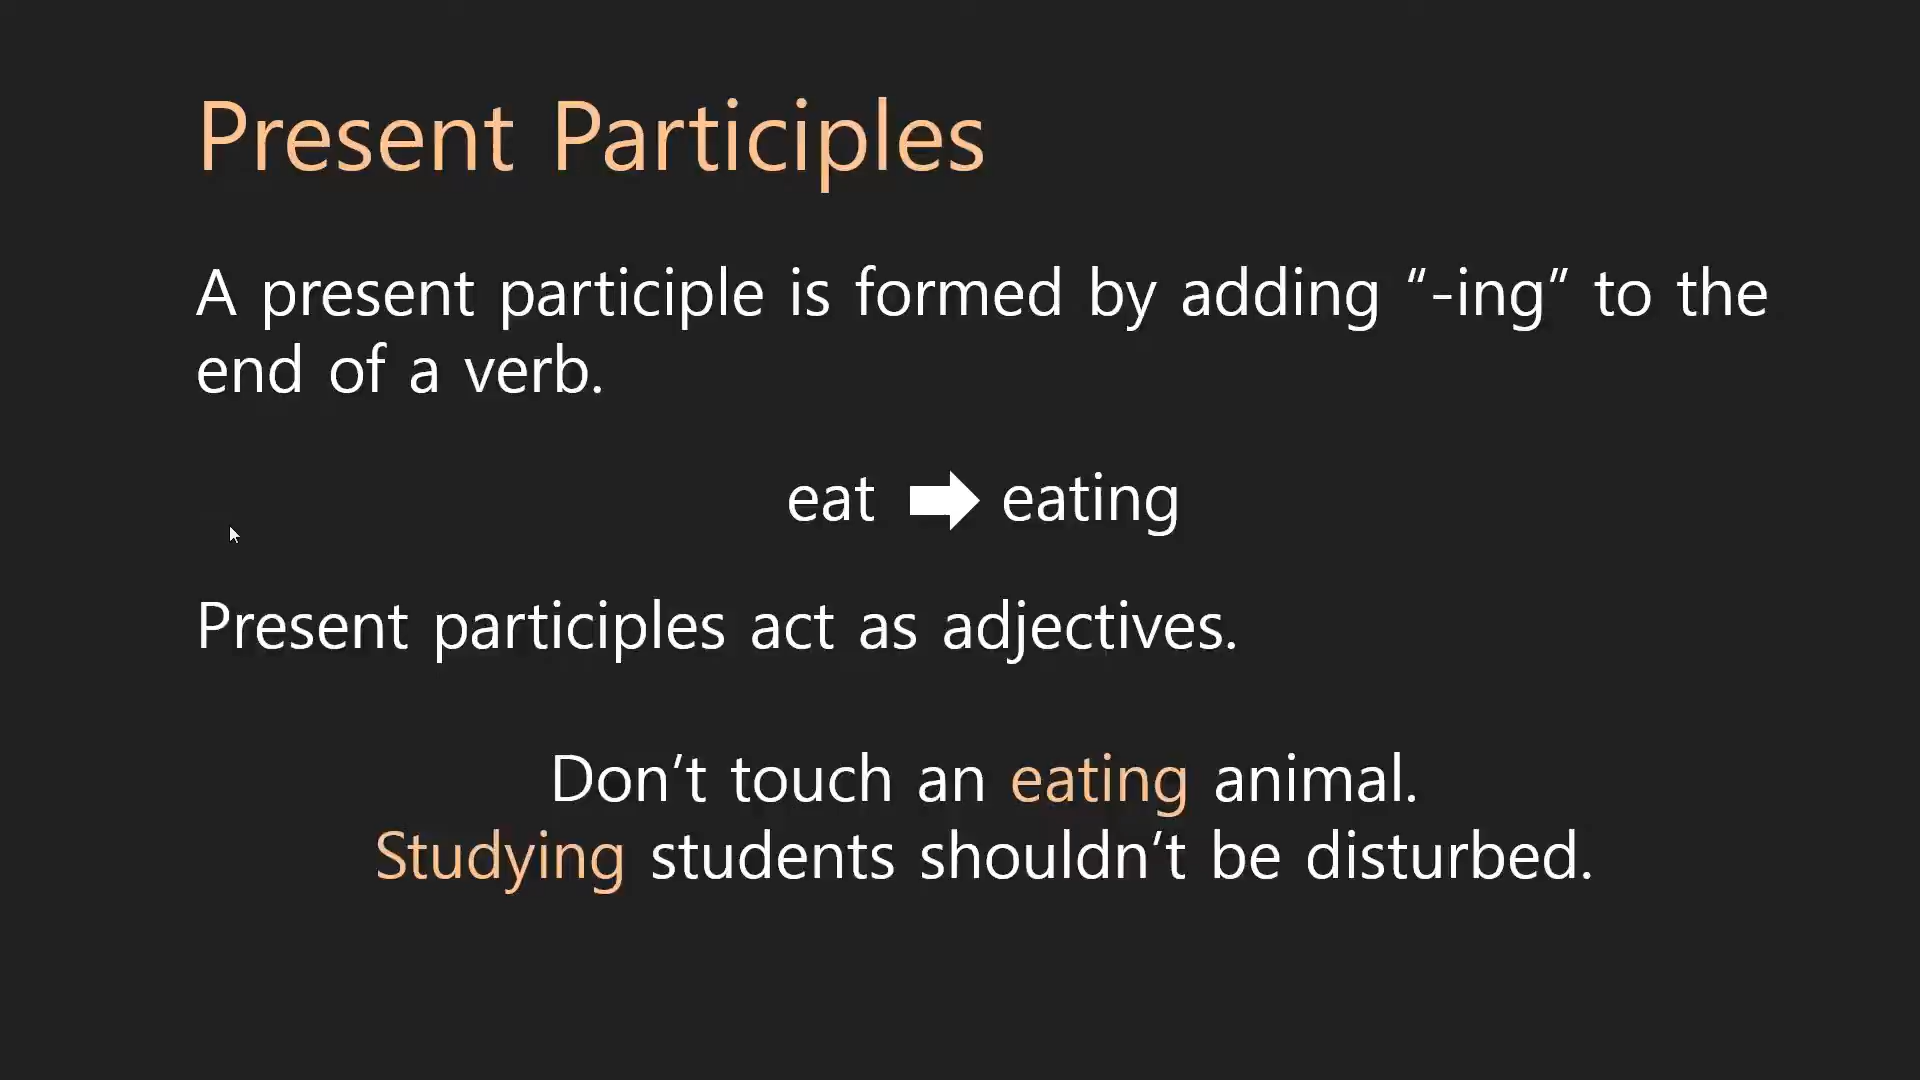 Present Participles
A present participle is formed by adding “-ing” to the
end of a verb.
eat ➡ eating
Present participles act as adjectives.
Don’t touch an eating animal.
Studying students shouldn’t be disturbed.